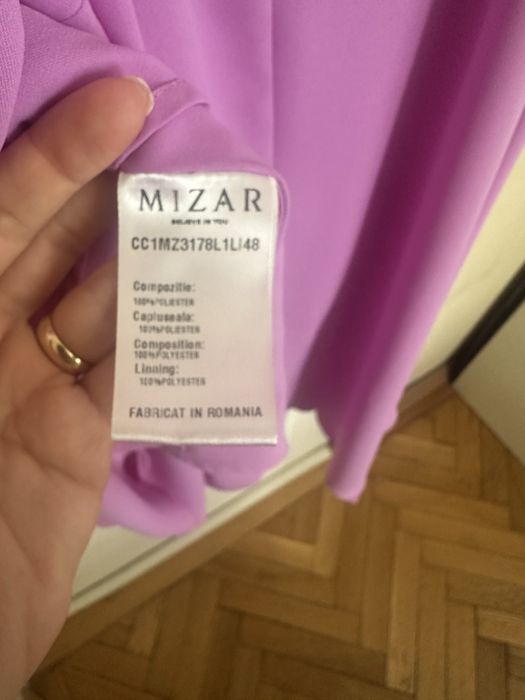 MIZAR
BELIEVE IN YOU
CC1MZ3178L1LI48
Compozitie:
100%POLIESTER
Captuseala:
100%POLIESTER
Composition:
100%POLYESTER
Linning:
100%POLYESTER
FABRICAT IN ROMANIA